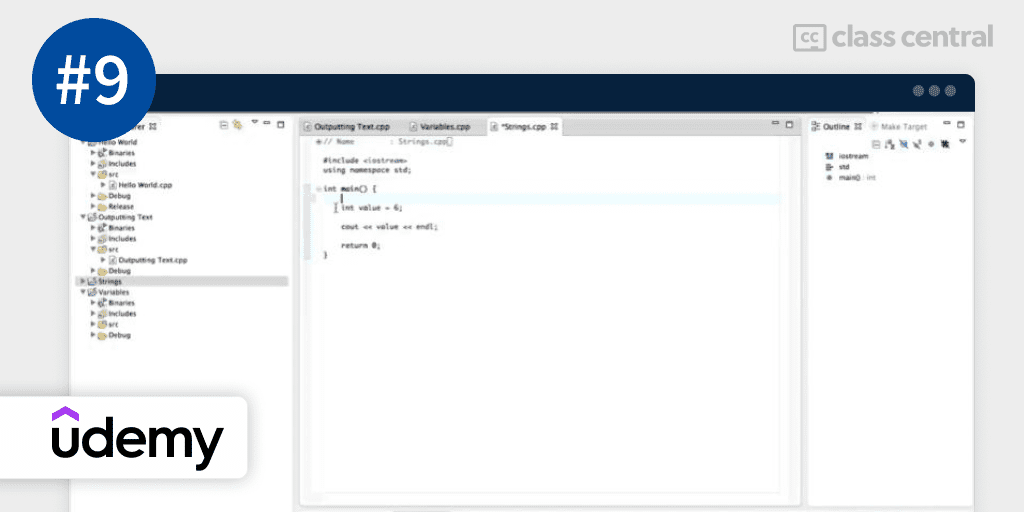 #9
class central
Outputting Text.cpp
Variables.cpp
*Strings.cpp
Outline
Make Target
Hello World
Binaries
Includes
src
Hello World.cpp
Debug
Release
Outputting Text
Binaries
Includes
src
Outputting Text.cpp
Debug
Strings
Variables
Binaries
Includes
src
Debug
// Name : Strings.cpp
#include <iostream>
using namespace std;
int main() {
int value = 6;
cout << value << endl;
return 0;
}
iostream
std
main() : int
udemy